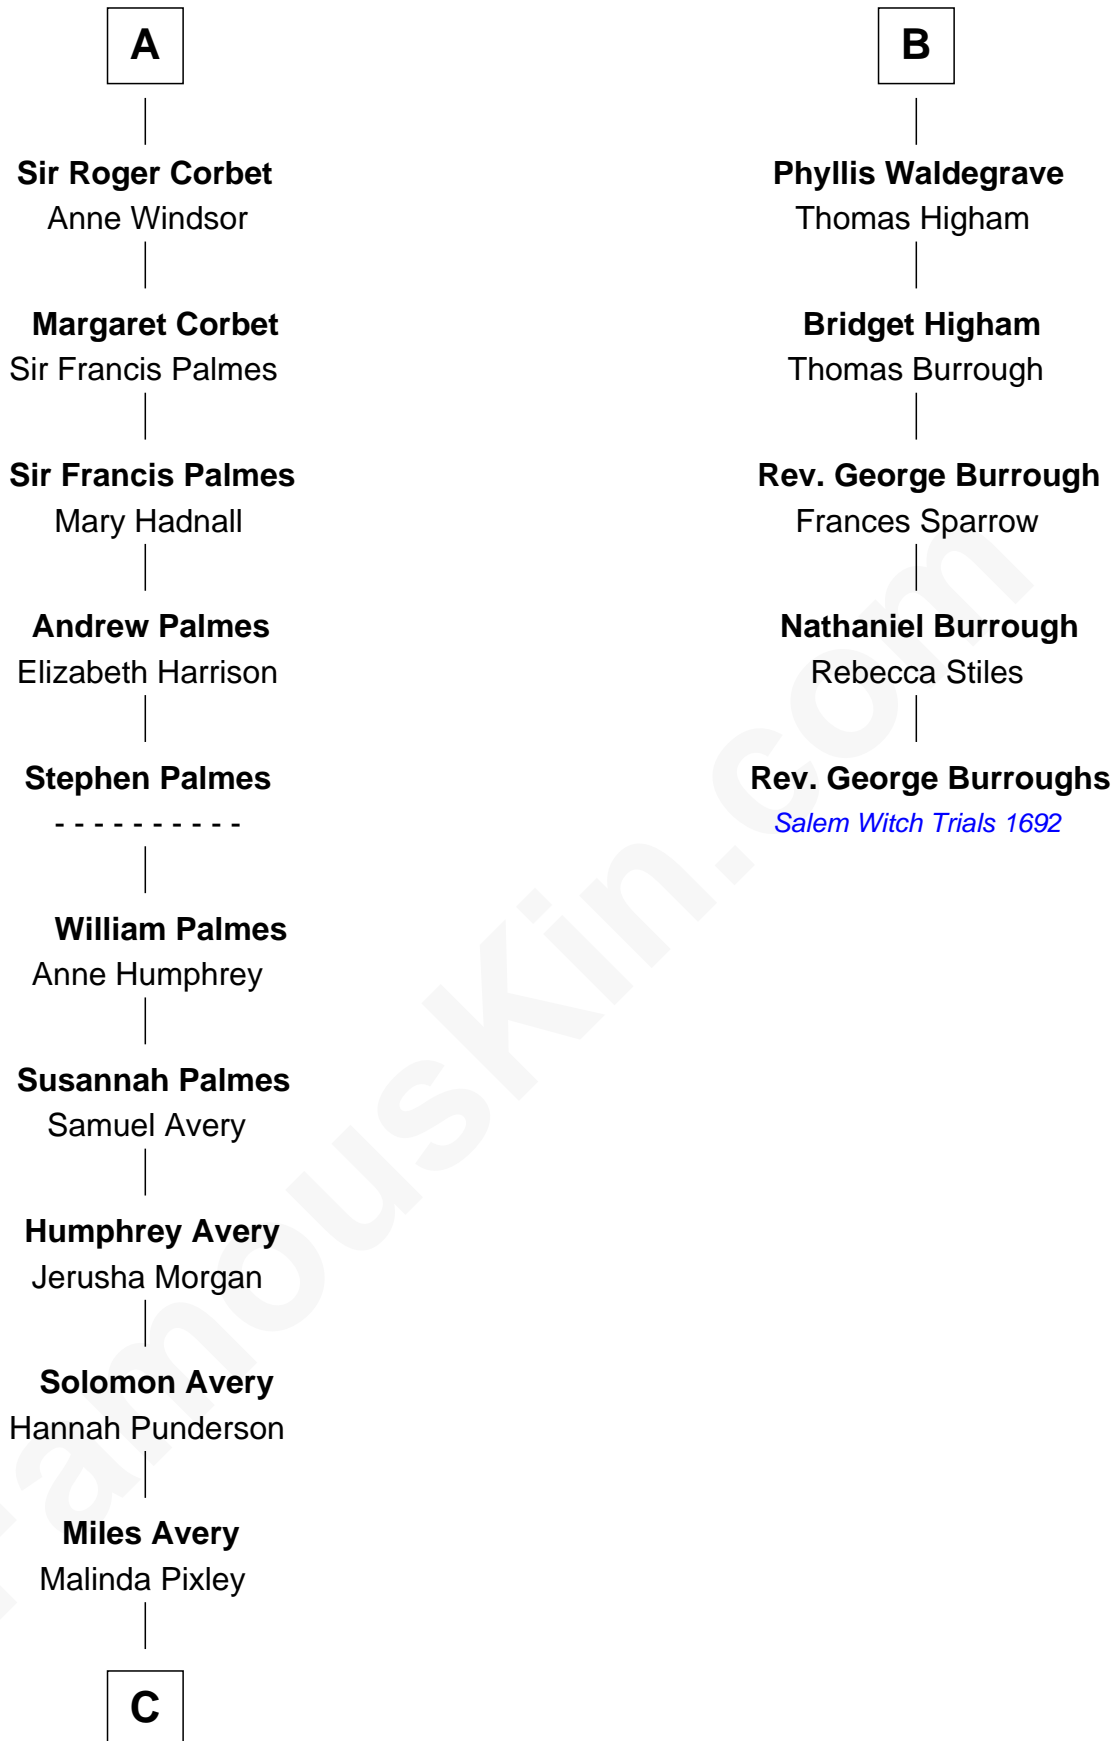 A
Sir Roger Corbet
Anne Windsor
Margaret Corbet
Sir Francis Palmes
Sir Francis Palmes
Mary Hadnall
Andrew Palmes
Elizabeth Harrison
Stephen Palmes
- - - - - - - - - -
William Palmes
Anne Humphrey
Susannah Palmes
Samuel Avery
Humphrey Avery
Jerusha Morgan
Solomon Avery
Hannah Punderson
Miles Avery
Malinda Pixley
C
B
Phyllis Waldegrave
Thomas Higham
Bridget Higham
Thomas Burrough
Rev. George Burrough
Frances Sparrow
Nathaniel Burrough
Rebecca Stiles
Rev. George Burroughs
Salem Witch Trials 1692
FamousKin.com